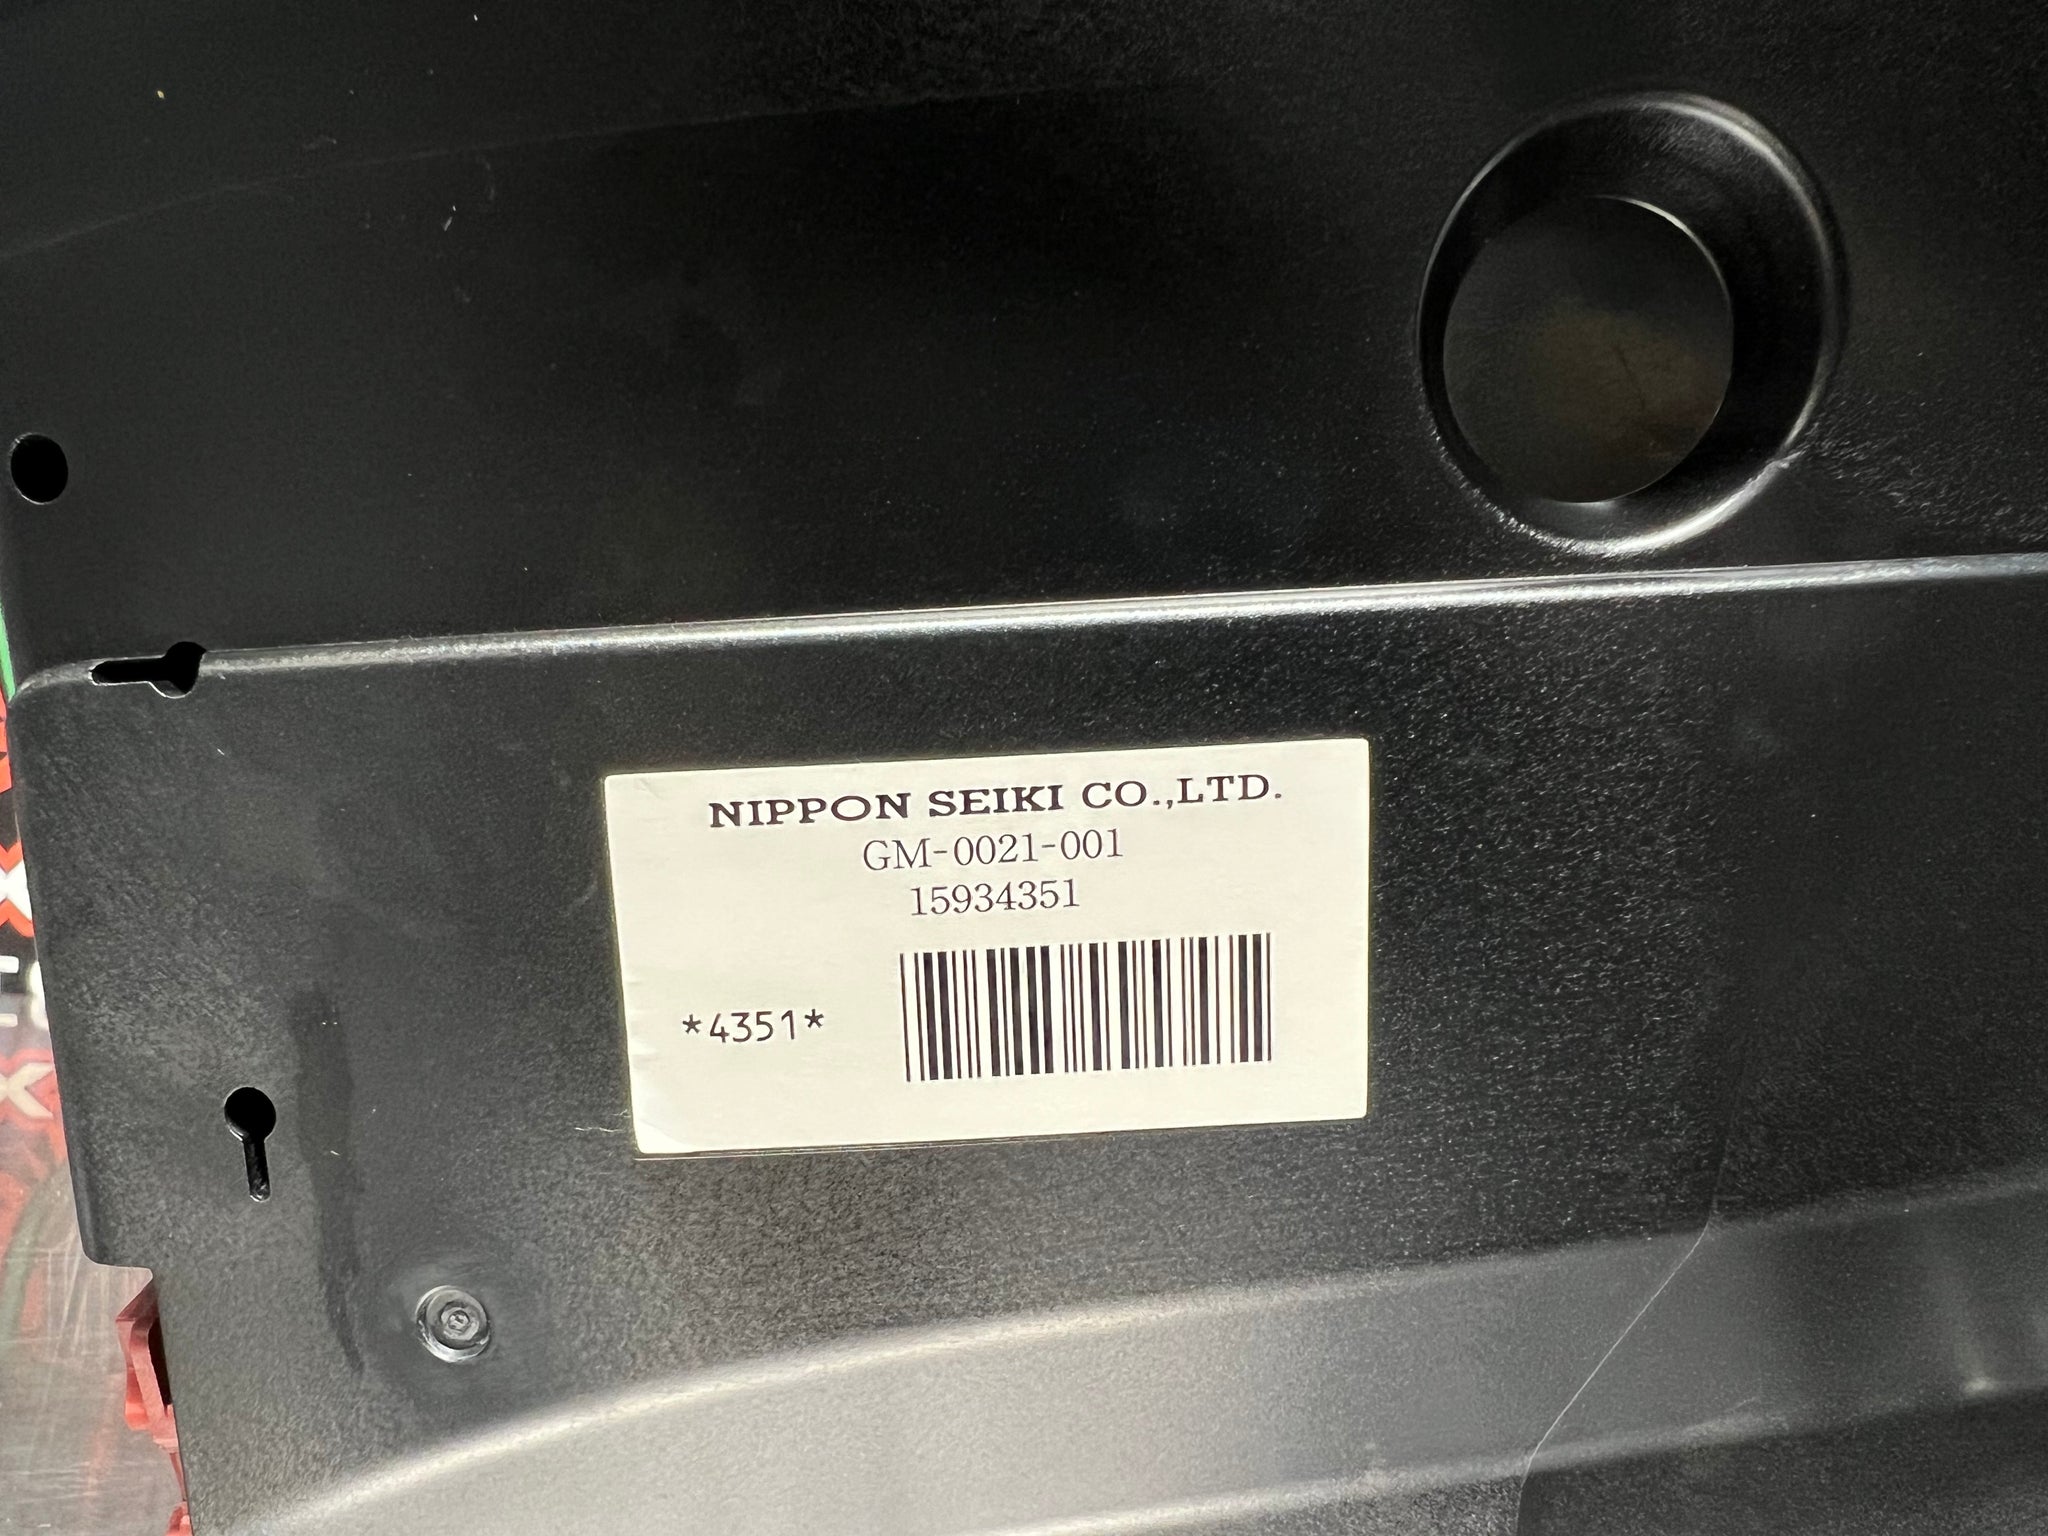 NIPPON SEIKI CO.,LTD.
GM-0021-001
15934351
*4351*